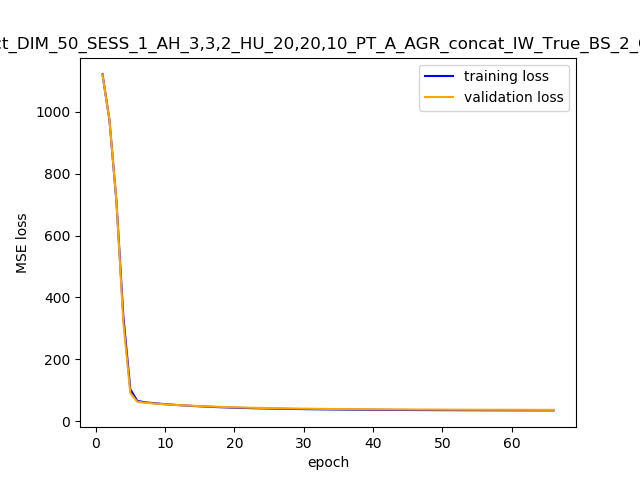 ct_DIM_50_SESS_1_AH_3,3,2_HU_20,20,10_PT_A_AGR_concat_IW_True_BS_2_
training loss
validation loss
MSE loss
1000
800
600
400
200
0
0 10 20 30 40 50 60
epoch